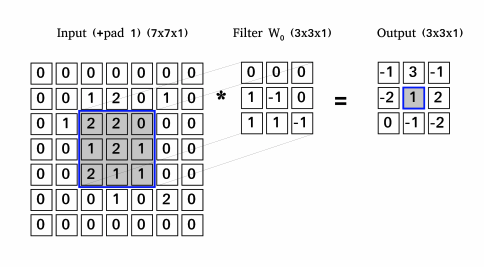 Input (+pad 1) (7x7x1) Filter W0 (3x3x1) Output (3x3x1)
0 0 0 0 0 0 0 0 0 0 -1 3 -1
0 0 1 2 0 1 0 * 1 -1 0 = -2 1 2
0 1 2 2 0 0 0 1 1 -1 0 -1 -2
0 0 1 2 1 0 0
0 0 2 1 1 0 0
0 0 0 1 0 2 0
0 0 0 0 0 0 0